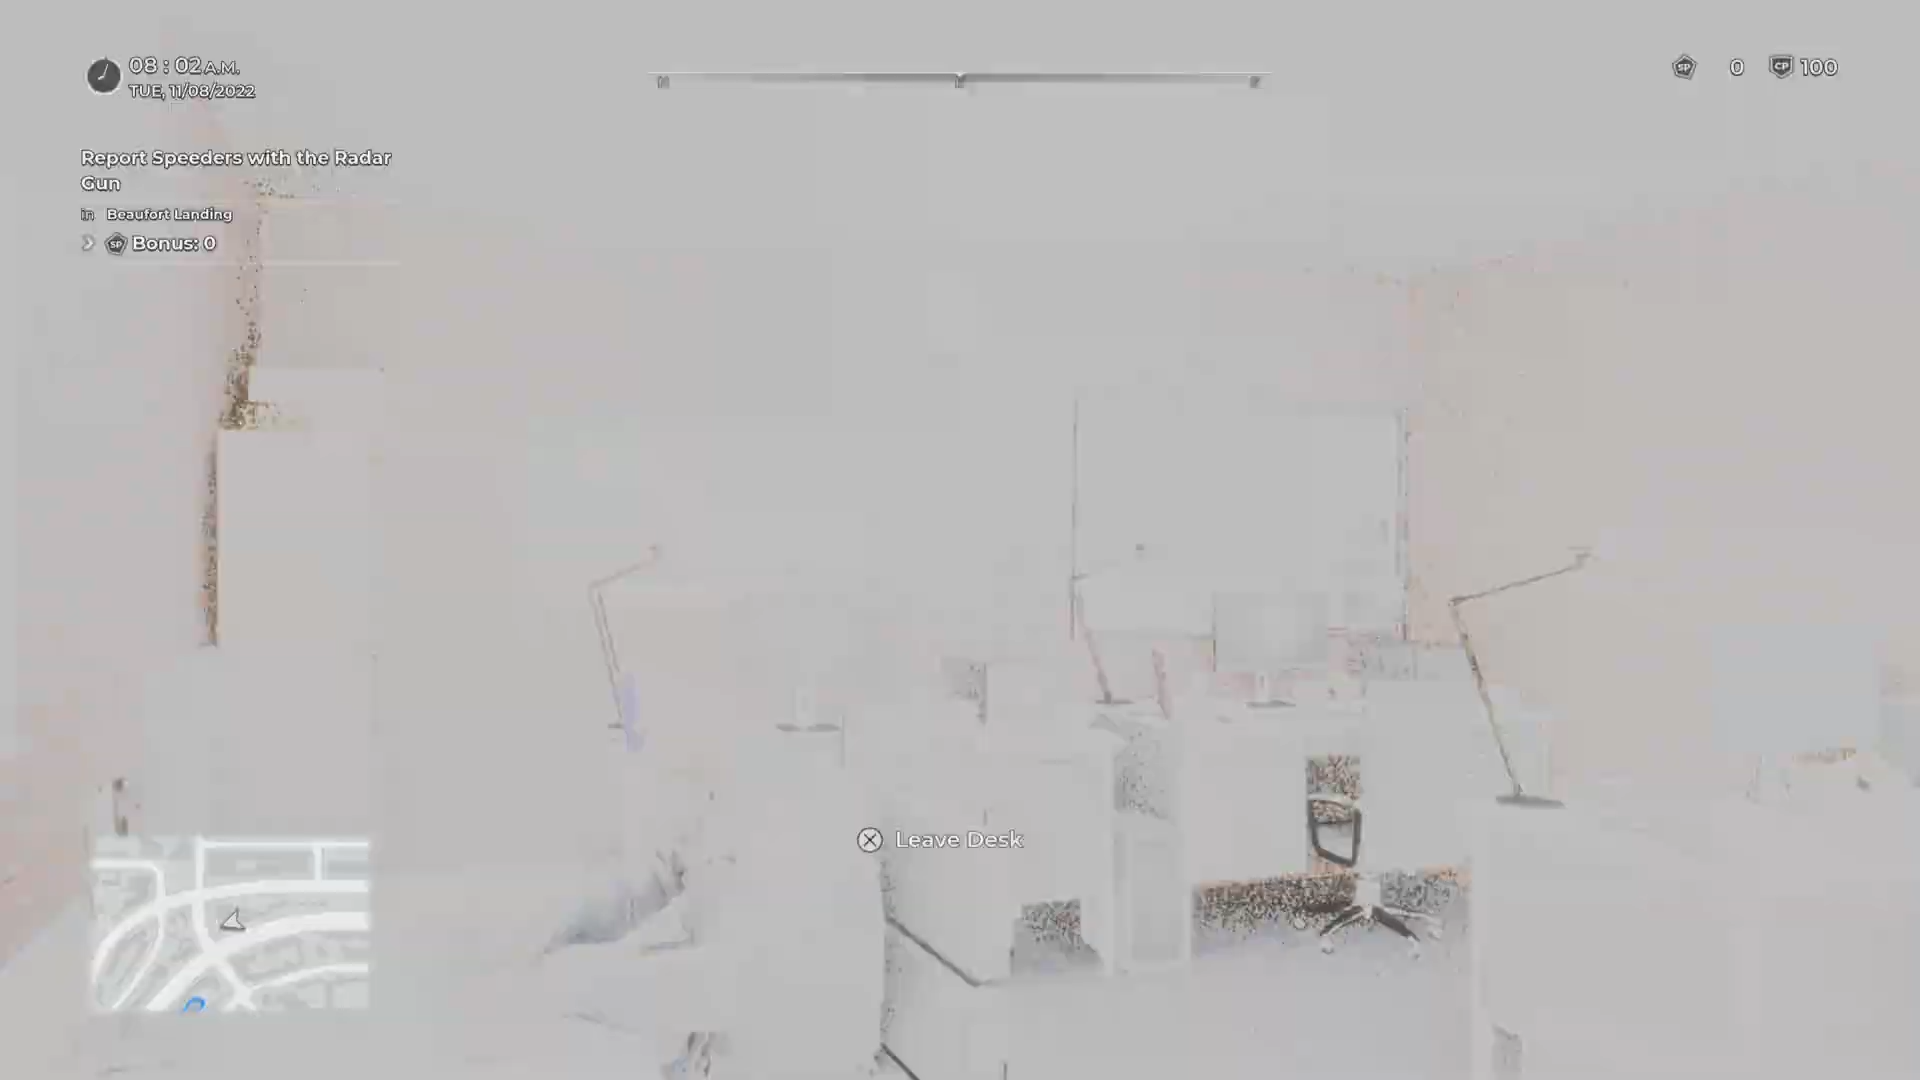 08 : 02 A.M.
TUE, 11/08/2022
SP 0 CP 100
Report Speeders with the Radar
Gun
in Beaufort Landing
SP Bonus: 0
Leave Desk